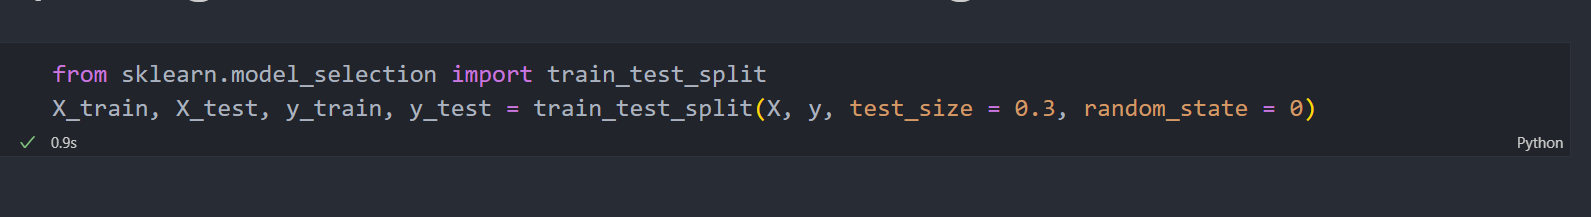 from sklearn.model_selection import train_test_split
X_train, X_test, y_train, y_test = train_test_split(X, y, test_size = 0.3, random_state = 0)
✓ 0.9s
Python